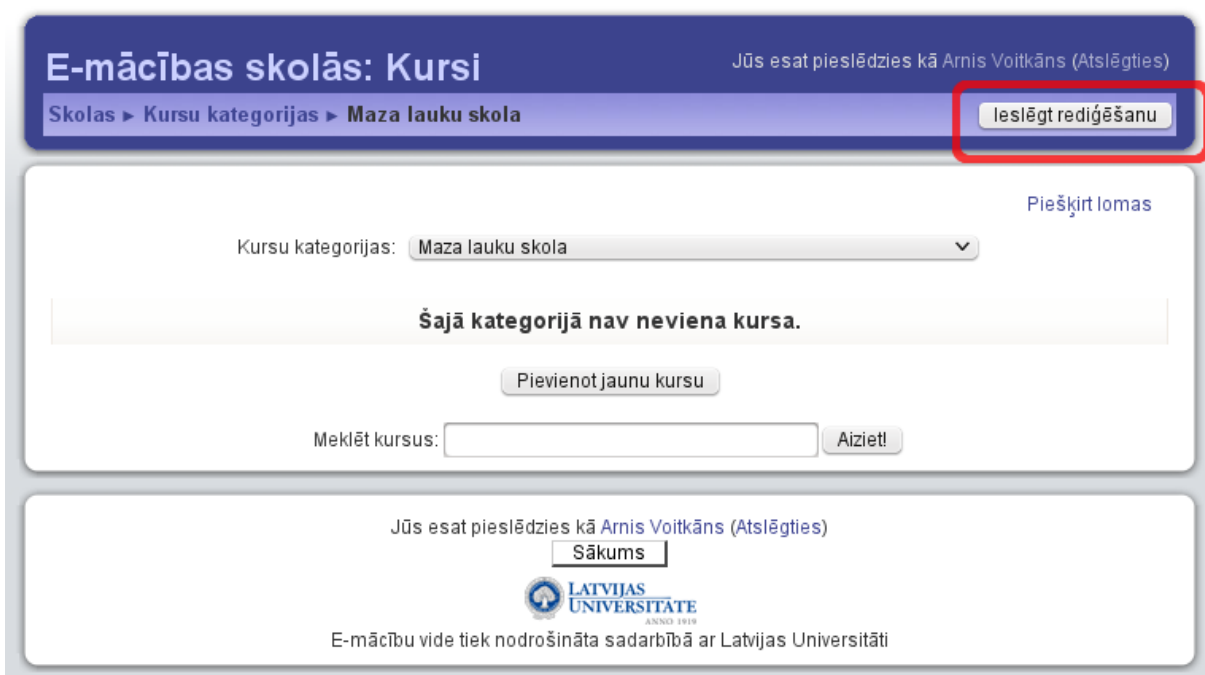 E-mācības skolās: Kursi
Jūs esat pieslēdzies kā Arnis Voitkāns (Atslēgties)
Skolas ► Kursu kategorijas ► Maza lauku skola
Ieslēgt rediģēšanu
Piešķirt lomas
Kursu kategorijas: Maza lauku skola
Šajā kategorijā nav neviena kursa.
Pievienot jaunu kursu
Meklēt kursus: Aiziet!
Jūs esat pieslēdzies kā Arnis Voitkāns (Atslēgties)
Sākums
LATVIJAS
UNIVERSITĀTE
ANNO 1919
E-mācību vide tiek nodrošināta sadarbībā ar Latvijas Universitāti